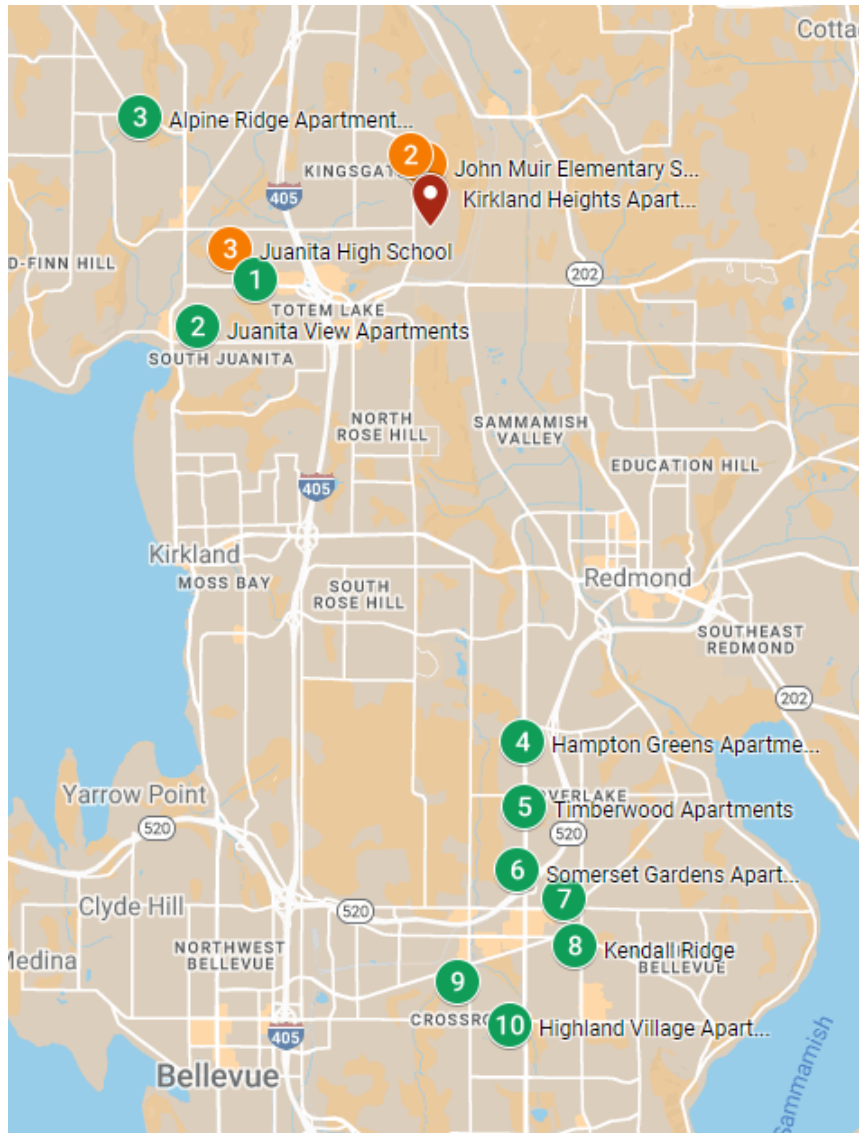 Cotta
3
Alpine Ridge Apartment...
2
John Muir Elementary S...
KINGSGAT
Kirkland Heights Apart...
405
3
Juanita High School
D-FINN HILL
1
202
TOTEM LAKE
2
Juanita View Apartments
SOUTH JUANITA
NORTH
ROSE HILL
SAMMAMISH
VALLEY
EDUCATION HILL
405
Kirkland
MOSS BAY
SOUTH
ROSE HILL
Redmond
SOUTHEAST
REDMOND
202
4
Hampton Greens Apartme...
Yarrow Point
OVERLAKE
5
Timberwood Apartments
520
520
6
Somerset Gardens Apart...
7
Clyde Hill
520
NORTHWEST
BELLEVUE
8
Kendall Ridge
BELLEVUE
Medina
9
CROSSRO
10
Highland Village Apart...
405
Bellevue
Sammamish